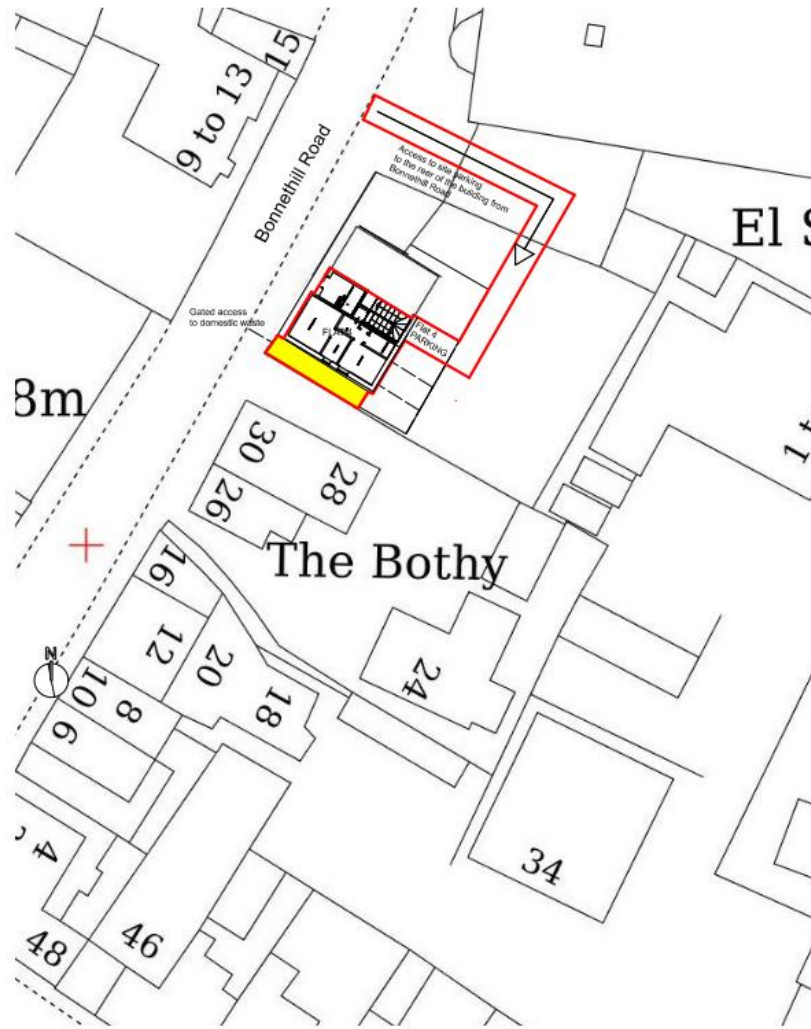 15
9 to 13
Bonnethill Road
Access to site parking
to the rear of the building from
Bonnethill Road
El S
Gated access
to domestic waste
Flat 4
PARKING
8m
1 t
30
28
26
The Bothy
16
12
20
24
18
N
10
8
6
4
34
46
48